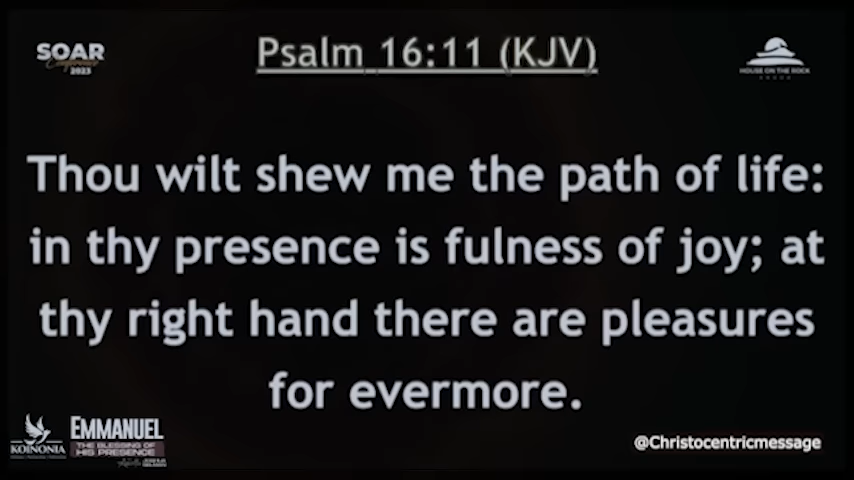 SOAR
Conference
2023
Psalm 16:11 (KJV)
HOUSE ON THE ROCK
Thou wilt shew me the path of life:
in thy presence is fulness of joy; at
thy right hand there are pleasures
for evermore.
KOINONIA
EMMANUEL
THE BLESSING OF
HIS PRESENCE
@Christocentricmessage